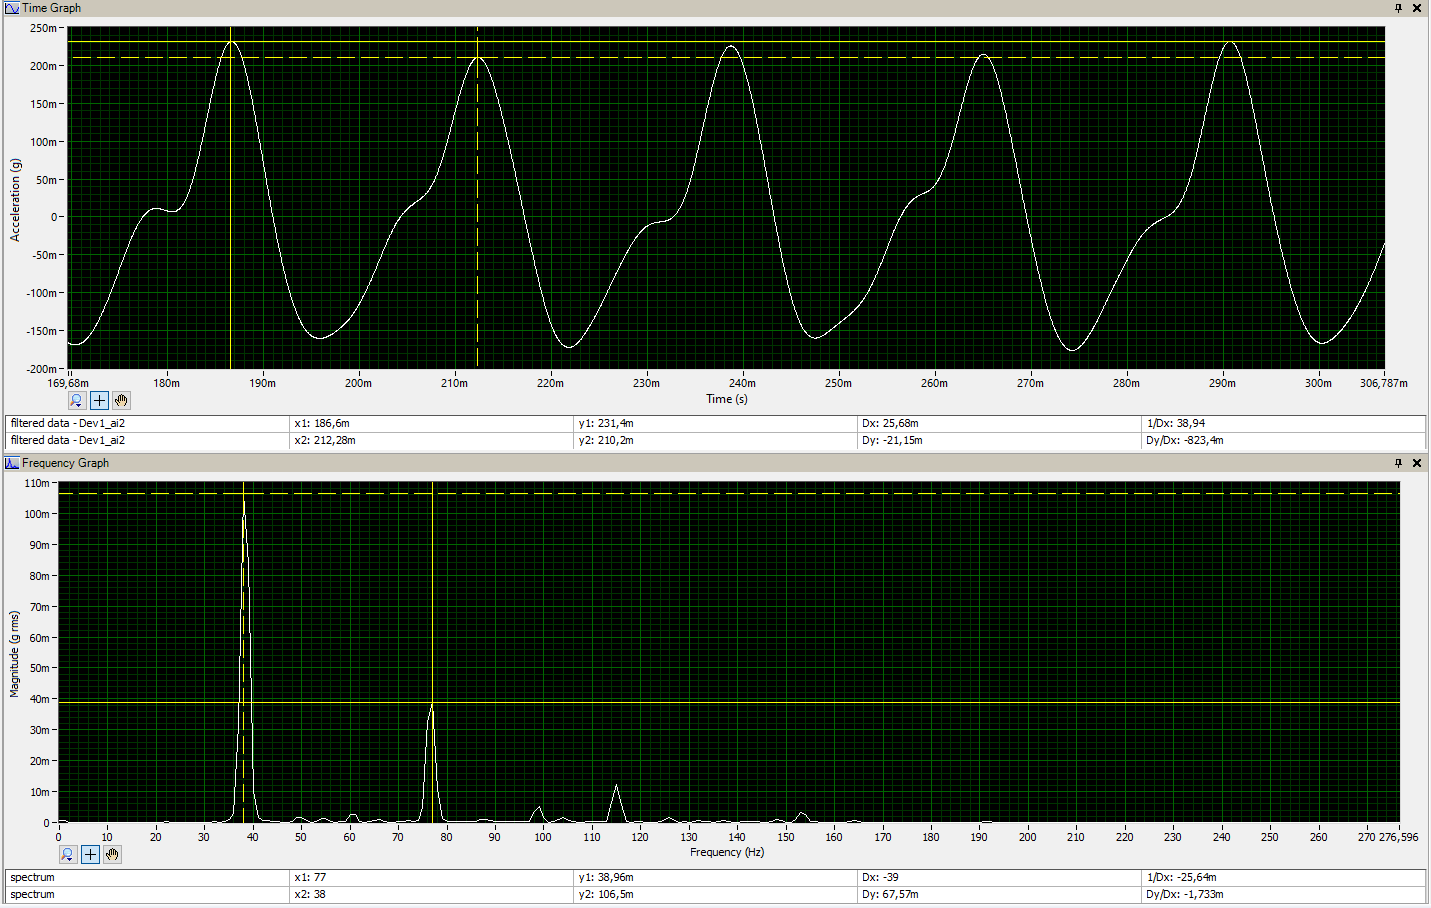 Time Graph
250m
200m
150m
100m
50m
0
-50m
-100m
-150m
-200m
Acceleration (g)
169,68m 180m 190m 200m 210m 220m 230m 240m 250m 260m 270m 280m 290m 300m 306,787m
Time (s)
filtered data - Dev1_ai2 x1: 186,6m y1: 231,4m Dx: 25,68m 1/Dx: 38,94
filtered data - Dev1_ai2 x2: 212,28m y2: 210,2m Dy: -21,15m Dy/Dx: -823,4m
Frequency Graph
110m
100m
90m
80m
70m
60m
50m
40m
30m
20m
10m
0
Magnitude (g rms)
0 10 20 30 40 50 60 70 80 90 100 110 120 130 140 150 160 170 180 190 200 210 220 230 240 250 260 270 276,596
Frequency (Hz)
spectrum x1: 77 y1: 38,96m Dx: -39 1/Dx: -25,64m
spectrum x2: 38 y2: 106,5m Dy: 67,57m Dy/Dx: -1,733m